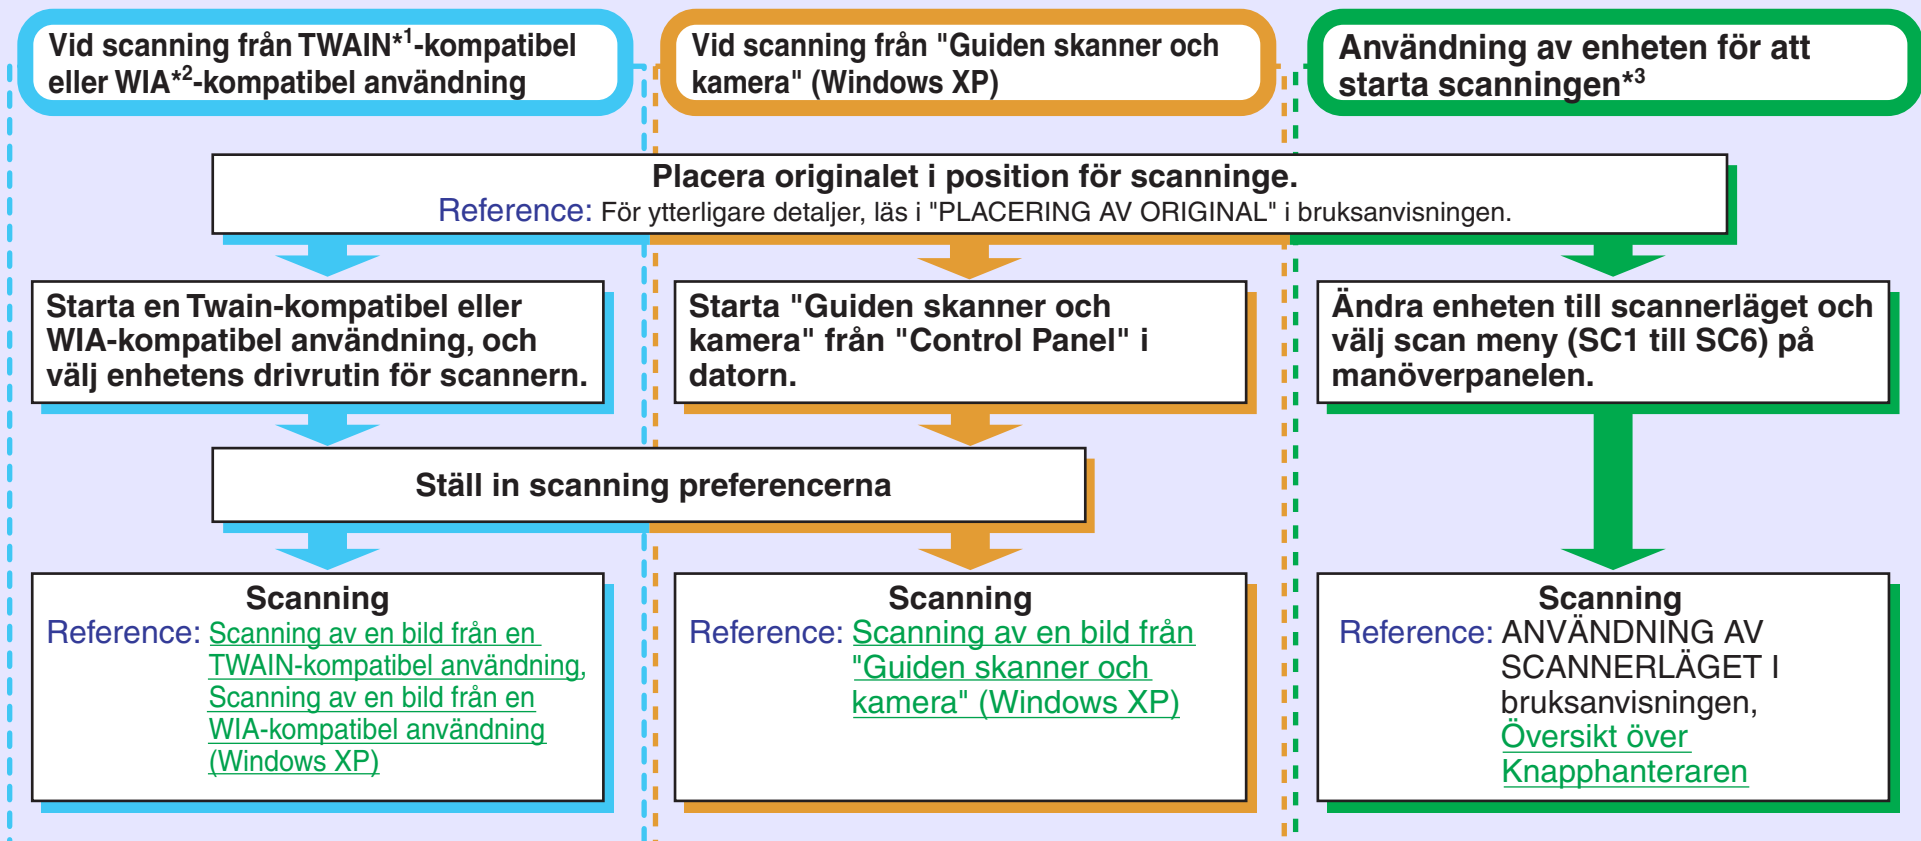 Vid scanning från TWAIN*1-kompatibel
eller WIA*2-kompatibel användning
Vid scanning från "Guiden skanner och
kamera" (Windows XP)
Användning av enheten för att
starta scanningen*3
Placera originalet i position för scanninge.
Reference: För ytterligare detaljer, läs i "PLACERING AV ORIGINAL" i bruksanvisningen.
Starta en Twain-kompatibel eller
WIA-kompatibel användning, och
välj enhetens drivrutin för scannern.
Starta "Guiden skanner och
kamera" från "Control Panel" i
datorn.
Ändra enheten till scannerläget och
välj scan meny (SC1 till SC6) på
manöverpanelen.
Ställ in scanning preferencerna
Scanning
Reference: Scanning av en bild från en
TWAIN-kompatibel användning,
Scanning av en bild från en
WIA-kompatibel användning
(Windows XP)
Scanning
Reference: Scanning av en bild från
"Guiden skanner och
kamera" (Windows XP)
Scanning
Reference: ANVÄNDNING AV
SCANNERLÄGET I
bruksanvisningen,
Översikt över
Knapphanteraren